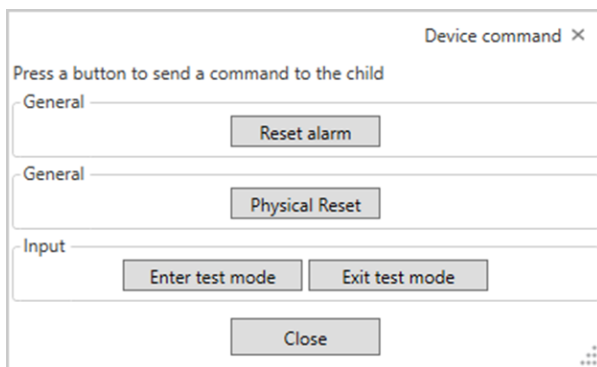 Device command ×
Press a button to send a command to the child
General
Reset alarm
General
Physical Reset
Input
Enter test mode Exit test mode
Close